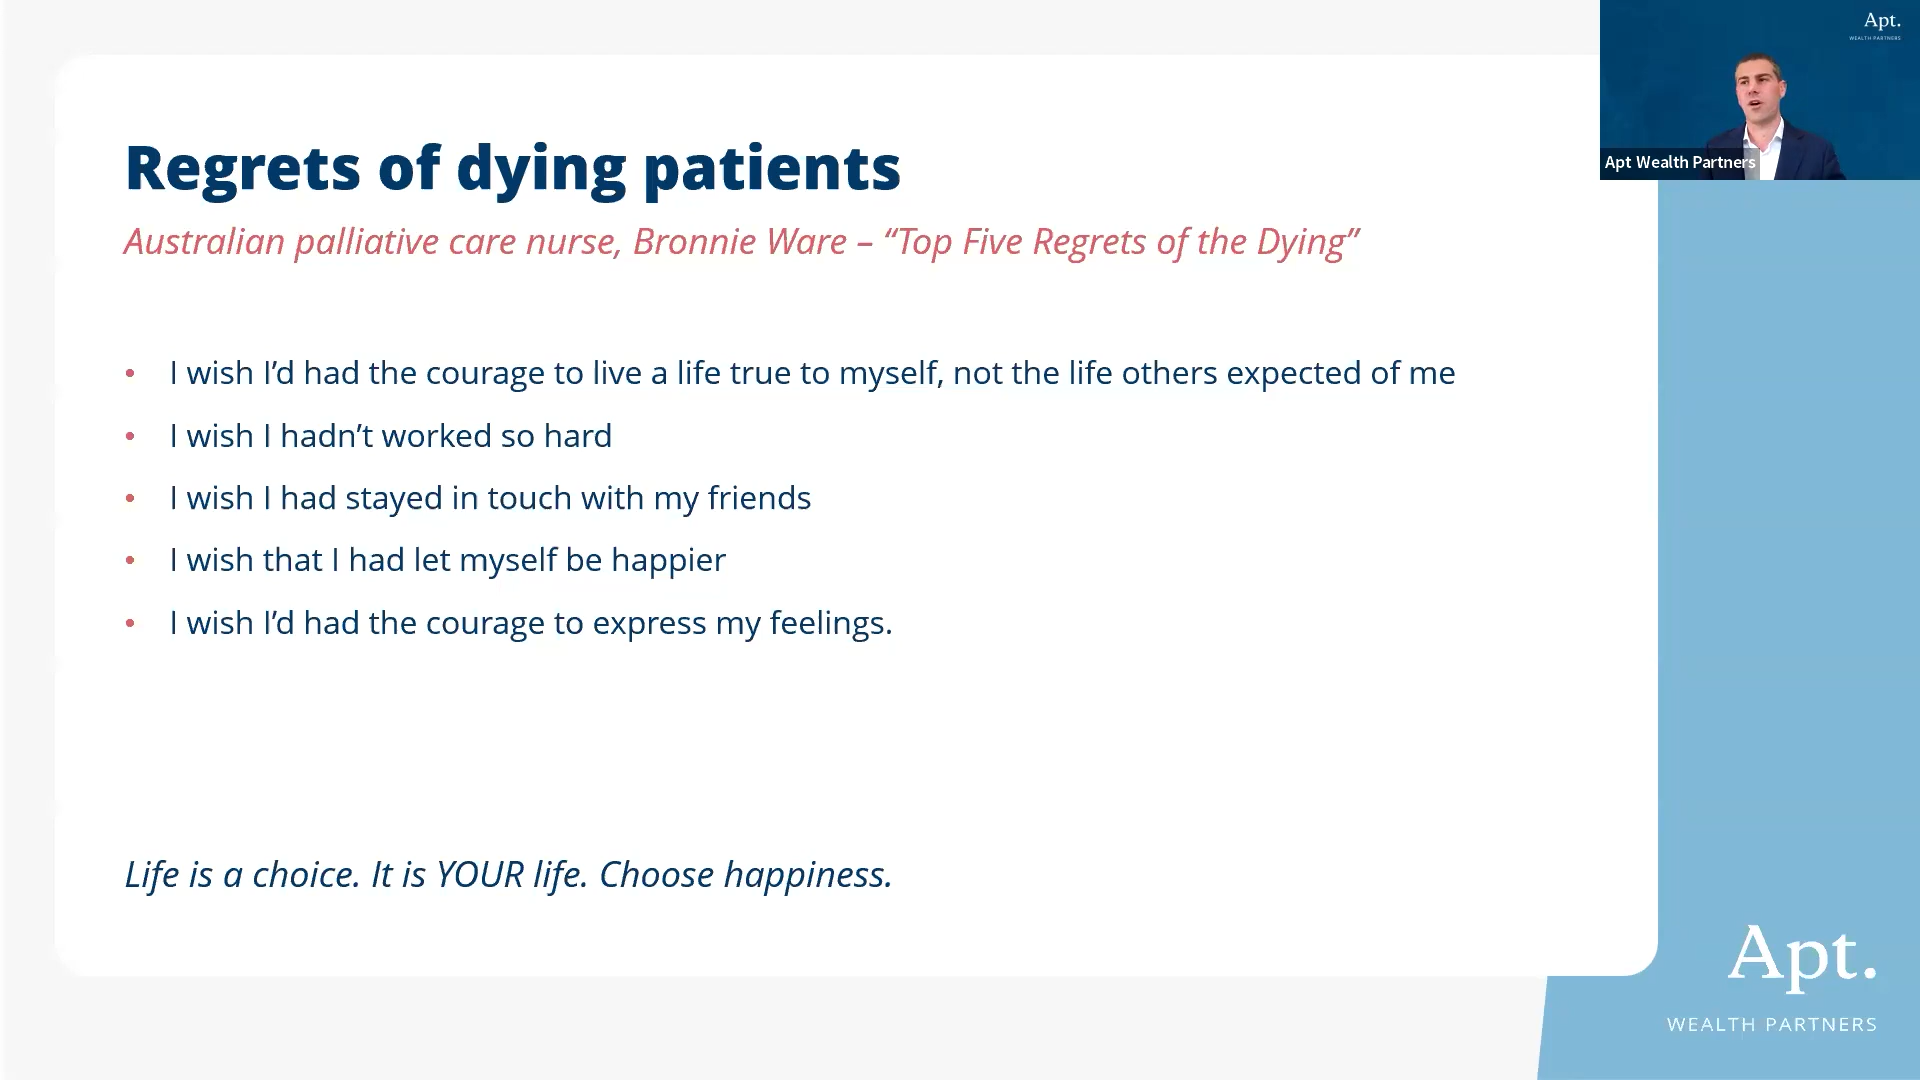 Apt.
WEALTH PARTNERS
Apt Wealth Partners
Regrets of dying patients
Australian palliative care nurse, Bronnie Ware – “Top Five Regrets of the Dying”
• I wish I’d had the courage to live a life true to myself, not the life others expected of me
• I wish I hadn’t worked so hard
• I wish I had stayed in touch with my friends
• I wish that I had let myself be happier
• I wish I’d had the courage to express my feelings.
Life is a choice. It is YOUR life. Choose happiness.
Apt.
WEALTH PARTNERS